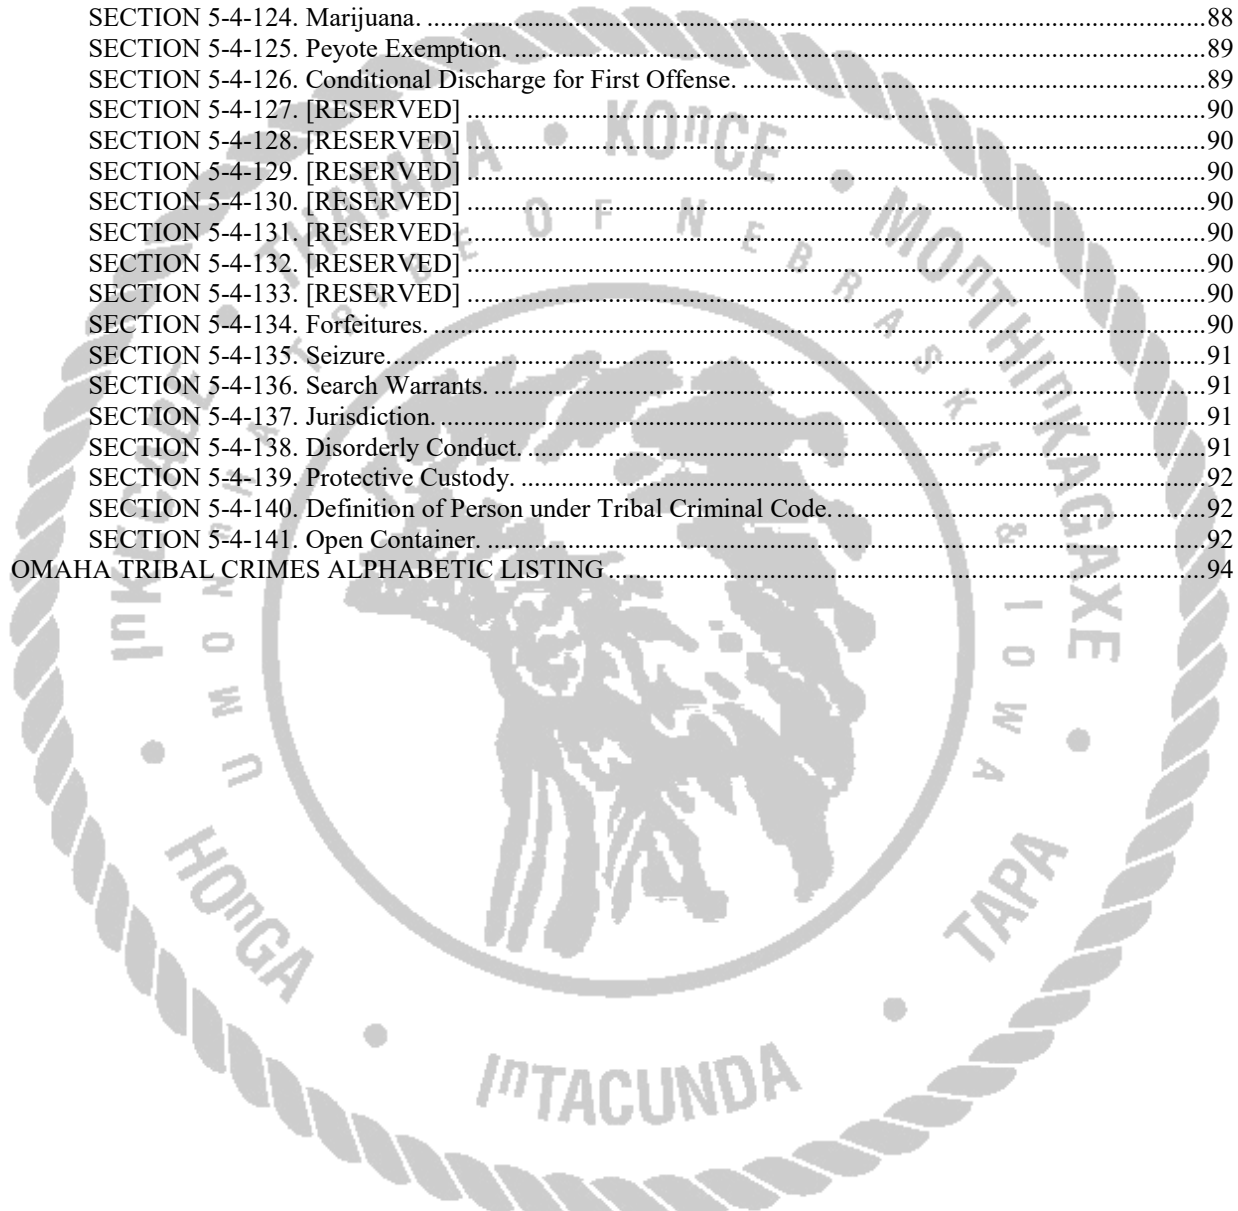 SECTION 5-4-124. Marijuana. ........................................................................................................................88
SECTION 5-4-125. Peyote Exemption. ...........................................................................................................89
SECTION 5-4-126. Conditional Discharge for First Offense. .......................................................................89
SECTION 5-4-127. [RESERVED] .................................................................................................................90
SECTION 5-4-128. [RESERVED] .................................................................................................................90
SECTION 5-4-129. [RESERVED] .................................................................................................................90
SECTION 5-4-130. [RESERVED] .................................................................................................................90
SECTION 5-4-131. [RESERVED] .................................................................................................................90
SECTION 5-4-132. [RESERVED] .................................................................................................................90
SECTION 5-4-133. [RESERVED] .................................................................................................................90
SECTION 5-4-134. Forfeitures. ......................................................................................................................90
SECTION 5-4-135. Seizure.............................................................................................................................91
SECTION 5-4-136. Search Warrants. .............................................................................................................91
SECTION 5-4-137. Jurisdiction. .....................................................................................................................91
SECTION 5-4-138. Disorderly Conduct. ........................................................................................................91
SECTION 5-4-139. Protective Custody. ..........................................................................................................92
SECTION 5-4-140. Definition of Person under Tribal Criminal Code. .........................................................92
SECTION 5-4-141. Open Container. ...............................................................................................................92
OMAHA TRIBAL CRIMES ALPHABETIC LISTING ............................................................................................94
KOnCE
MOnTHInKAGAXE
TAPA
InTACUNDA
HOnGA
OF NEBRASKA & IOWA